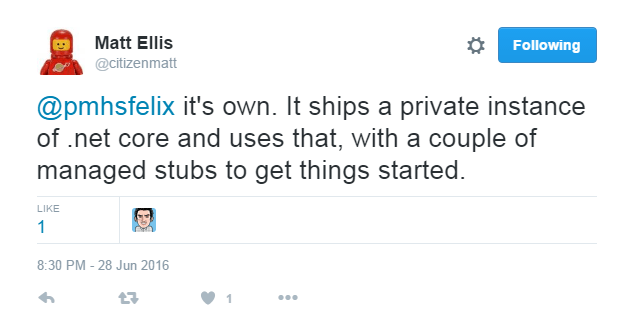 Matt Ellis
@citizenmatt
Following
@pmhsfelix it's own. It ships a private instance
of .net core and uses that, with a couple of
managed stubs to get things started.
LIKE
1
8:30 PM - 28 Jun 2016
1